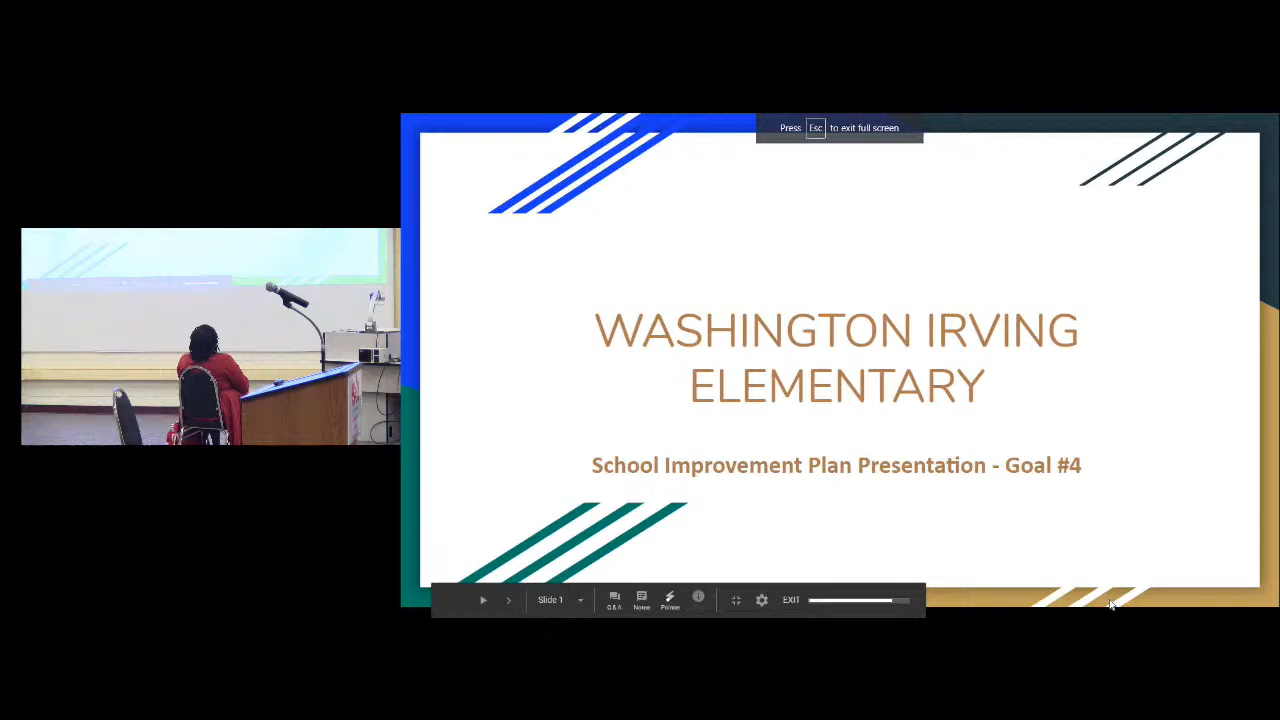 Press Esc to exit full screen
WASHINGTON IRVING
ELEMENTARY
School Improvement Plan Presentation - Goal #4
Slide 1
Q & A
Notes
Pointer
EXIT